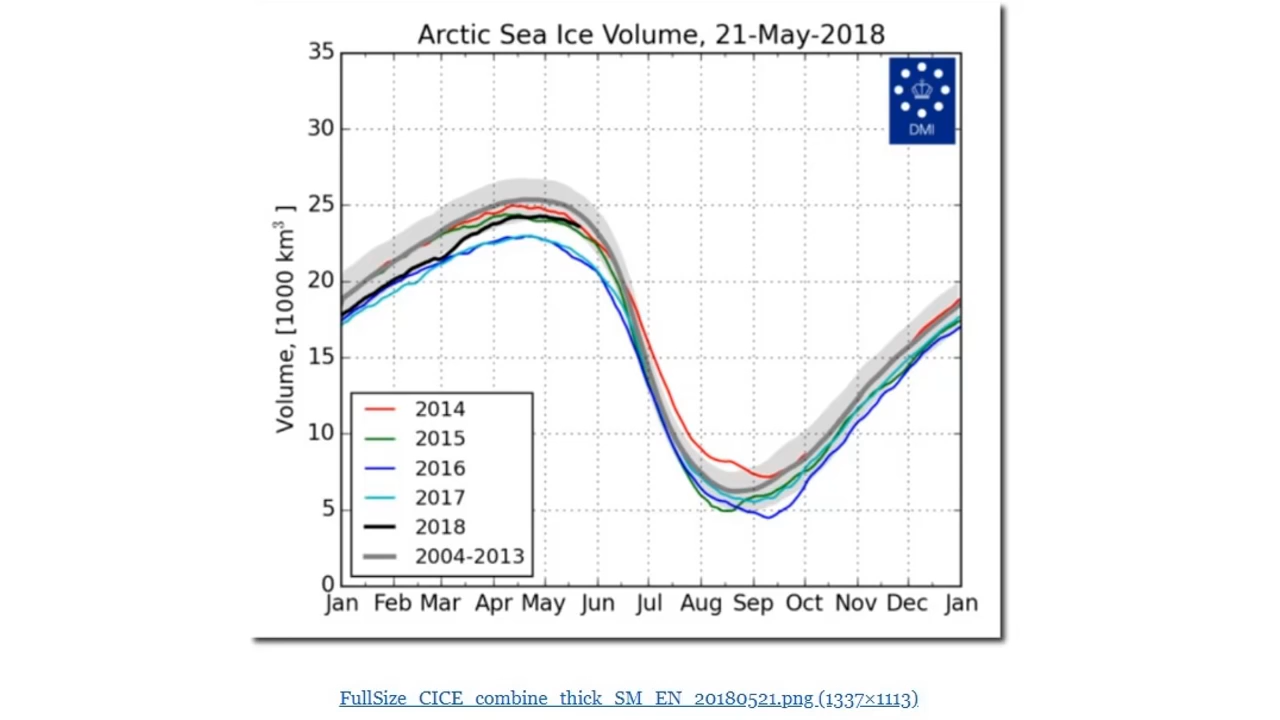 Arctic Sea Ice Volume, 21-May-2018
35
30
25
20
15
10
5
0
Volume, [1000 km³ ]
DMI
2014
2015
2016
2017
2018
2004-2013
Jan Feb Mar Apr May Jun Jul Aug Sep Oct Nov Dec Jan
FullSize_CICE_combine_thick_SM_EN_20180521.png (1337×1113)